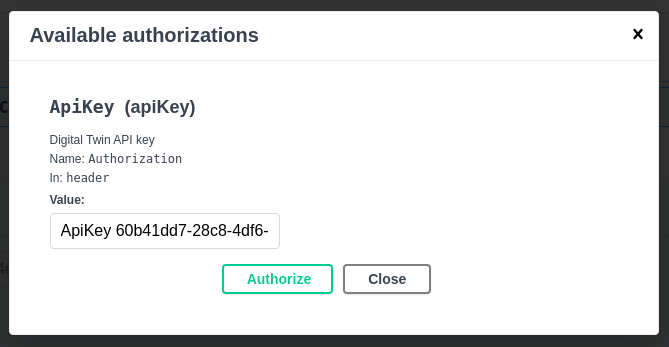 Available authorizations
ApiKey (apiKey)
Digital Twin API key
Name: Authorization
In: header
Value:
ApiKey 60b41dd7-28c8-4df6-
Authorize Close